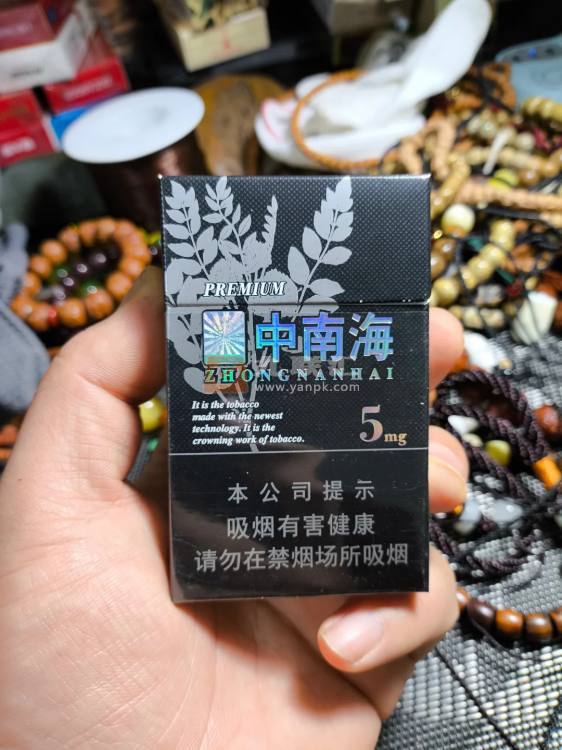 PREMIUM
中南海
ZHONGNANHAI
www.yanpk.com
It is the tobacco
made with the newest
technology. It is the
crowning work of tobacco.
5mg
本公司提示
吸烟有害健康
请勿在禁烟场所吸烟